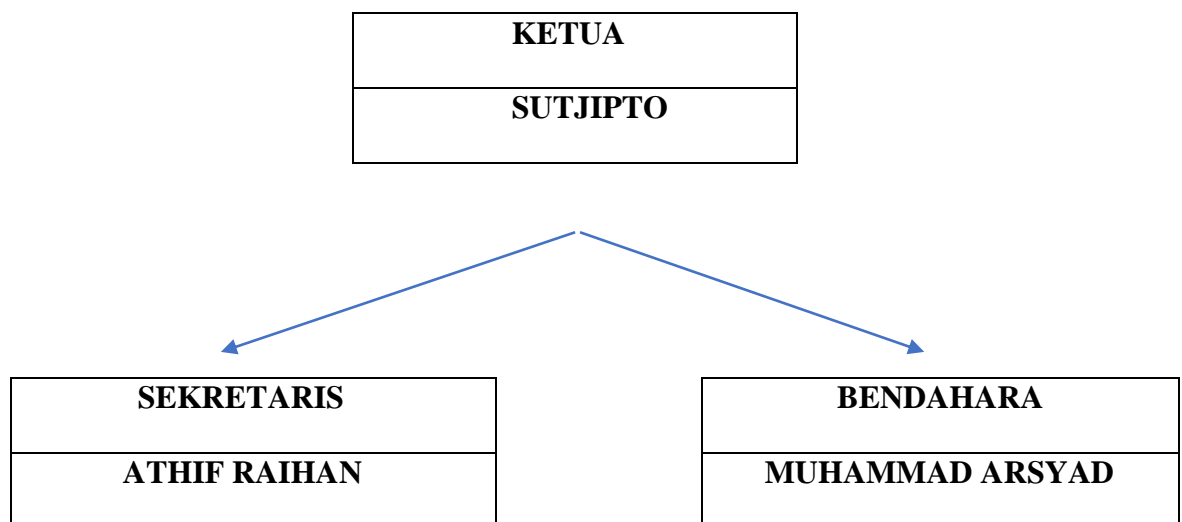 KETUA
SUTJIPTO
SEKRETARIS
ATHIF RAIHAN
BENDAHARA
MUHAMMAD ARSYAD